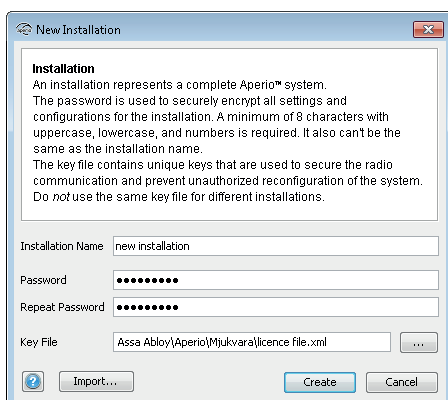 APERIO New Installation
Installation
An installation represents a complete Aperio™ system.
The password is used to securely encrypt all settings and
configurations for the installation. A minimum of 8 characters with
uppercase, lowercase, and numbers is required. It also can't be the
same as the installation name.
The key file contains unique keys that are used to secure the radio
communication and prevent unauthorized reconfiguration of the system.
Do not use the same key file for different installations.
Installation Name new installation
Password ●●●●●●●●●
Repeat Password ●●●●●●●●●
Key File Assa Abloy\Aperio\Mjukvara\licence file.xml ...
? Import... Create Cancel